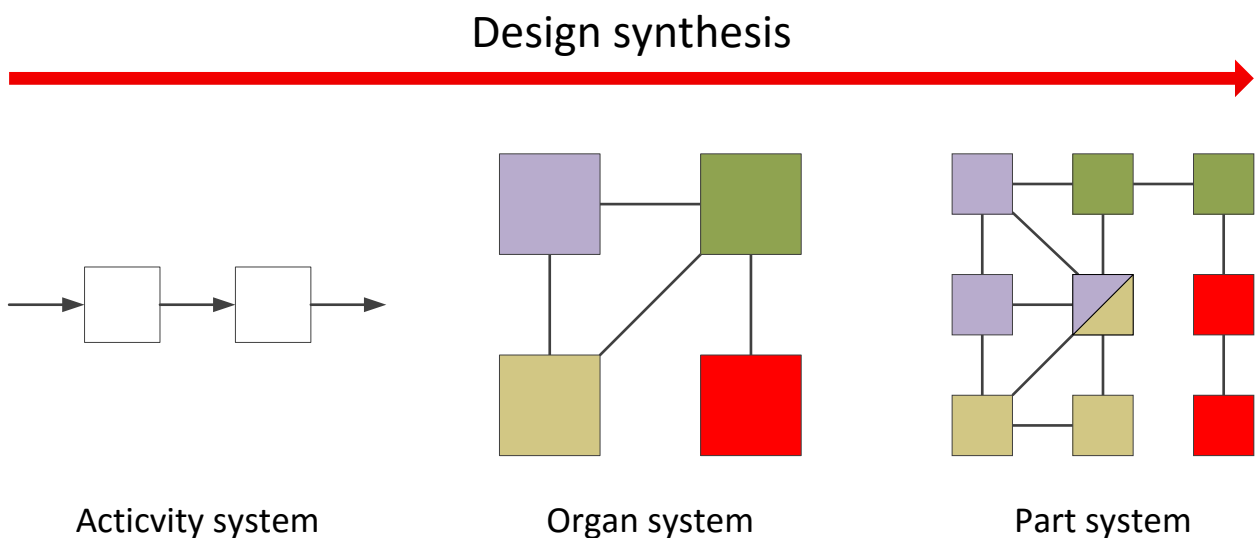 Design synthesis
Acticvity system
Organ system
Part system